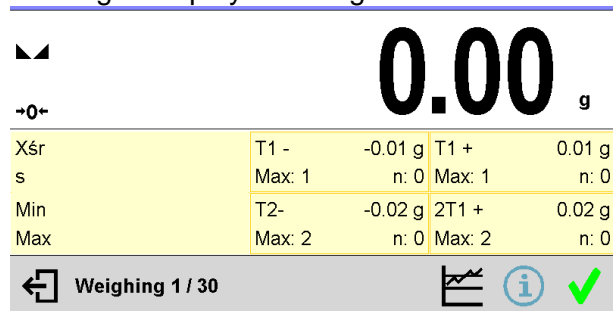 0.00 g
→0←
Xśr T1 - -0.01 g T1 + 0.01 g
s Max: 1 n: 0 Max: 1 n: 0
Min T2- -0.02 g 2T1 + 0.02 g
Max Max: 2 n: 0 Max: 2 n: 0
Weighing 1 / 30